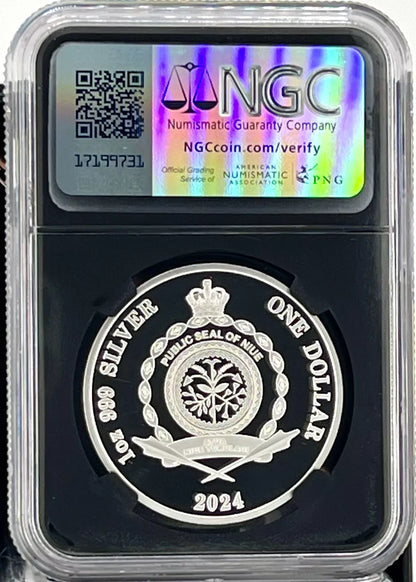 NGC
Numismatic Guaranty Company
NGCcoin.com/verify
17199731
Official Grading
Service of
AMERICAN
NUMISMATIC
ASSOCIATION
PNG
1oz 999 SILVER
ONE DOLLAR
PUBLIC SEAL OF NIUE
2024